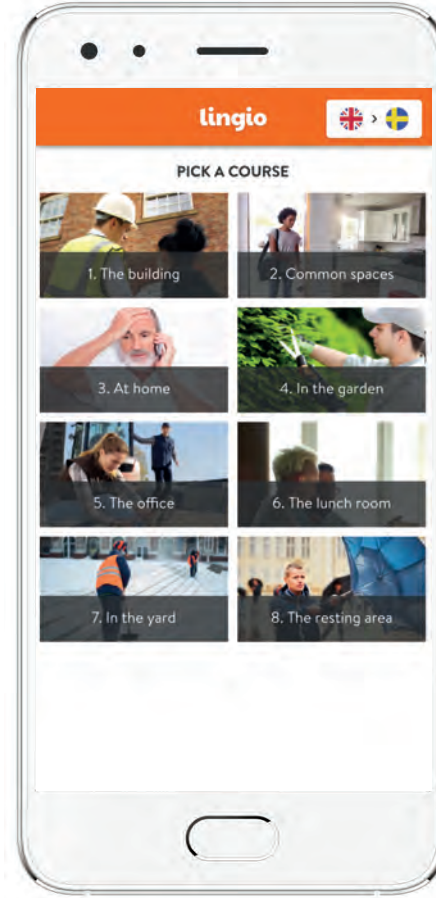 lingio
PICK A COURSE
1. The building
2. Common spaces
3. At home
4. In the garden
5. The office
6. The lunch room
7. In the yard
8. The resting area